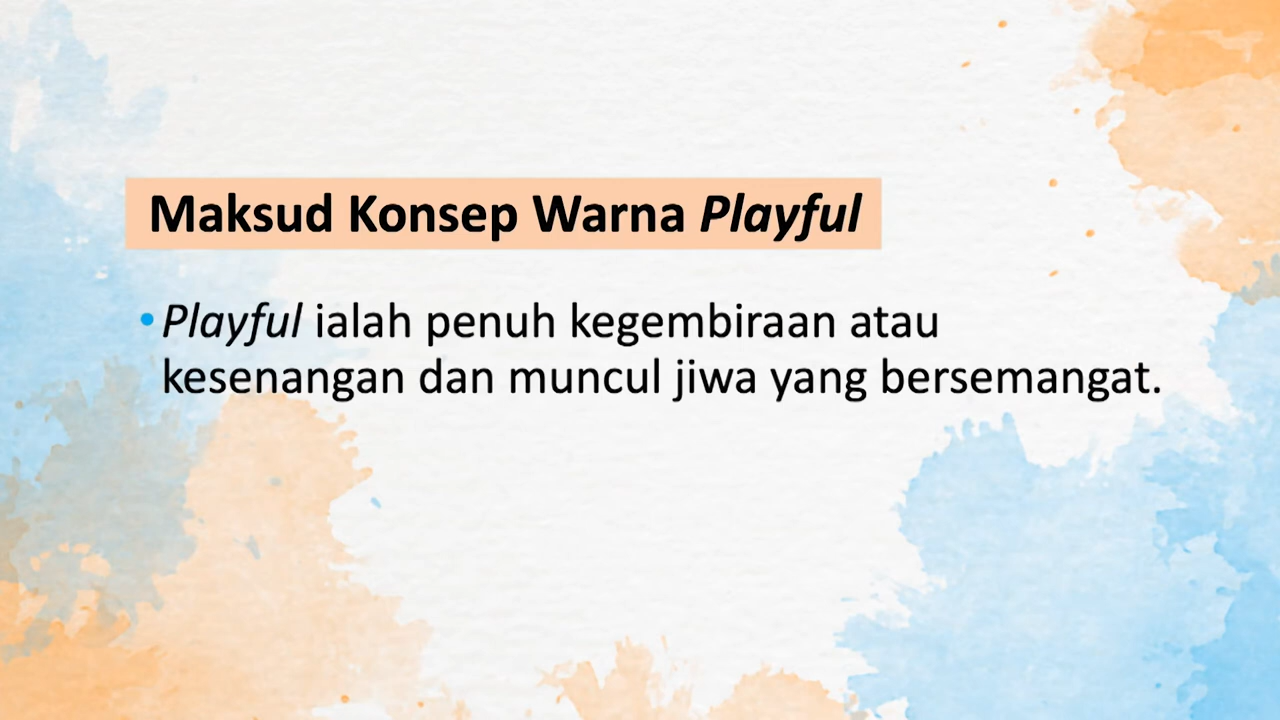 Maksud Konsep Warna Playful
• Playful ialah penuh kegembiraan atau
kesenangan dan muncul jiwa yang bersemangat.